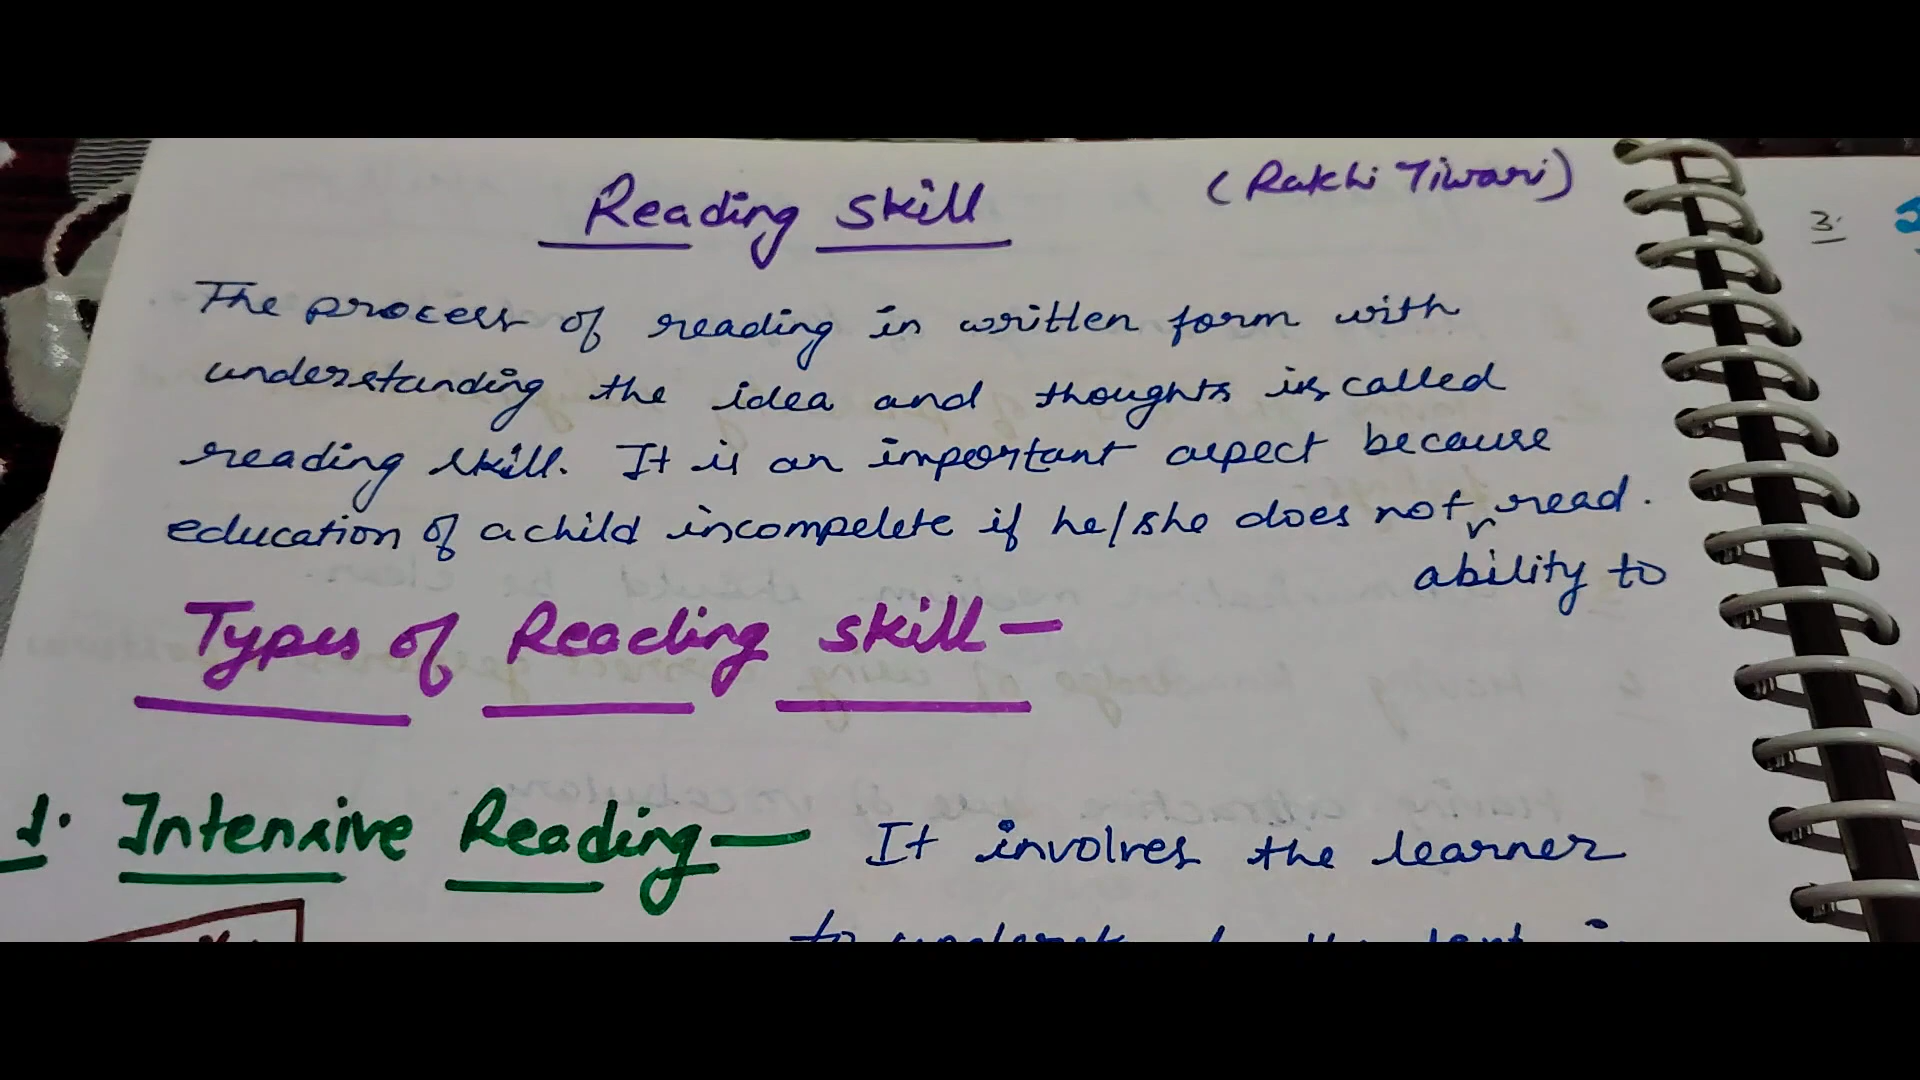 Reading skill (Rakhi Tiwari)
The process of reading in written form with
understanding the idea and thoughts is called
reading skill. It is an important aspect because
education of a child incompelete if he/she does not read.
ability to
Types of Reading skill—
1. Intensive Reading— It involves the learner
3.